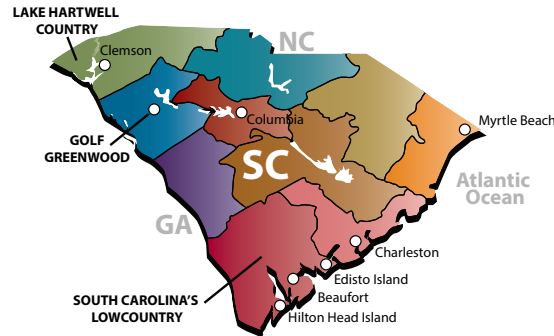 LAKE HARTWELL
COUNTRY
Clemson
NC
Columbia
Myrtle Beach
GOLF
GREENWOOD
SC
Atlantic
Ocean
GA
Charleston
Edisto Island
SOUTH CAROLINA'S
LOWCOUNTRY
Beaufort
Hilton Head Island